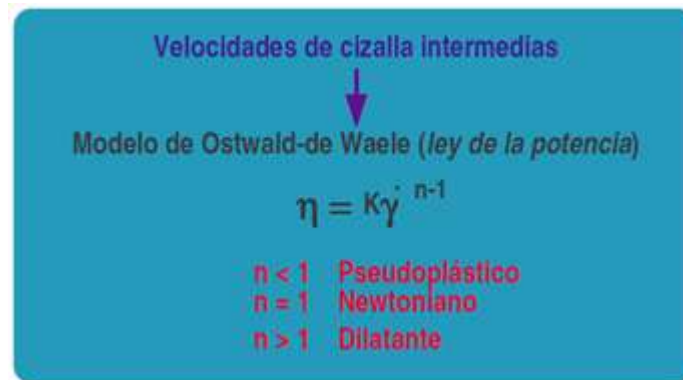 Velocidades de cizalla intermedias
Modelo de Ostwald-de Waele (ley de la potencia)
η = Kγ̇ n-1
n < 1 Pseudoplástico
n = 1 Newtoniano
n > 1 Dilatante